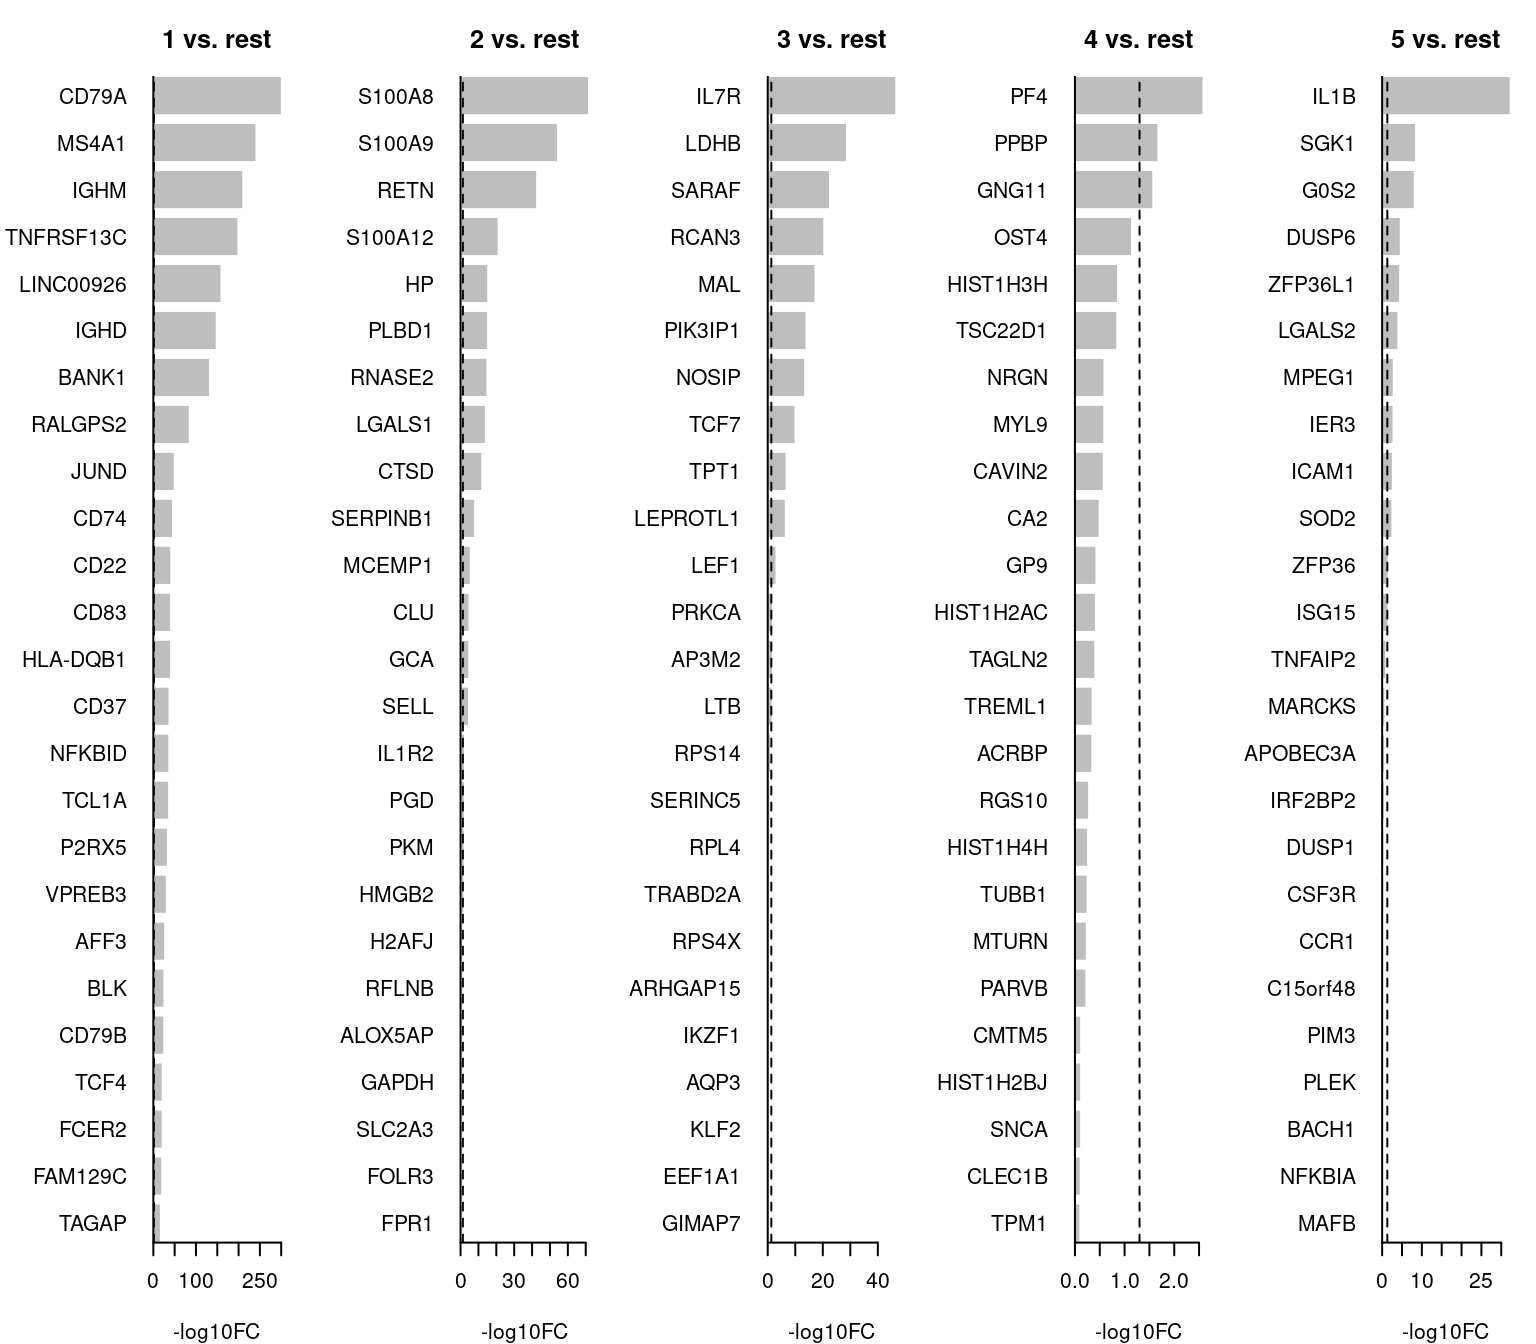 1 vs. rest
CD79A
MS4A1
IGHM
TNFRSF13C
LINC00926
IGHD
BANK1
RALGPS2
JUND
CD74
CD22
CD83
HLA-DQB1
CD37
NFKBID
TCL1A
P2RX5
VPREB3
AFF3
BLK
CD79B
TCF4
FCER2
FAM129C
TAGAP
0 100 250
-log10FC
2 vs. rest
S100A8
S100A9
RETN
S100A12
HP
PLBD1
RNASE2
LGALS1
CTSD
SERPINB1
MCEMP1
CLU
GCA
SELL
IL1R2
PGD
PKM
HMGB2
H2AFJ
RFLNB
ALOX5AP
GAPDH
SLC2A3
FOLR3
FPR1
0 30 60
-log10FC
3 vs. rest
IL7R
LDHB
SARAF
RCAN3
MAL
PIK3IP1
NOSIP
TCF7
TPT1
LEPROTL1
LEF1
PRKCA
AP3M2
LTB
RPS14
SERINC5
RPL4
TRABD2A
RPS4X
ARHGAP15
IKZF1
AQP3
KLF2
EEF1A1
GIMAP7
0 20 40
-log10FC
4 vs. rest
PF4
PPBP
GNG11
OST4
HIST1H3H
TSC22D1
NRGN
MYL9
CAVIN2
CA2
GP9
HIST1H2AC
TAGLN2
TREML1
ACRBP
RGS10
HIST1H4H
TUBB1
MTURN
PARVB
CMTM5
HIST1H2BJ
SNCA
CLEC1B
TPM1
0.0 1.0 2.0
-log10FC
5 vs. rest
IL1B
SGK1
G0S2
DUSP6
ZFP36L1
LGALS2
MPEG1
IER3
ICAM1
SOD2
ZFP36
ISG15
TNFAIP2
MARCKS
APOBEC3A
IRF2BP2
DUSP1
CSF3R
CCR1
C15orf48
PIM3
PLEK
BACH1
NFKBIA
MAFB
0 10 25
-log10FC